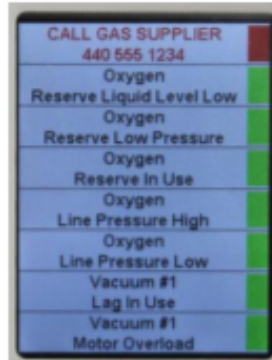 CALL GAS SUPPLIER
440 555 1234
Oxygen
Reserve Liquid Level Low
Oxygen
Reserve Low Pressure
Oxygen
Reserve In Use
Oxygen
Line Pressure High
Oxygen
Line Pressure Low
Vacuum #1
Lag In Use
Vacuum #1
Motor Overload